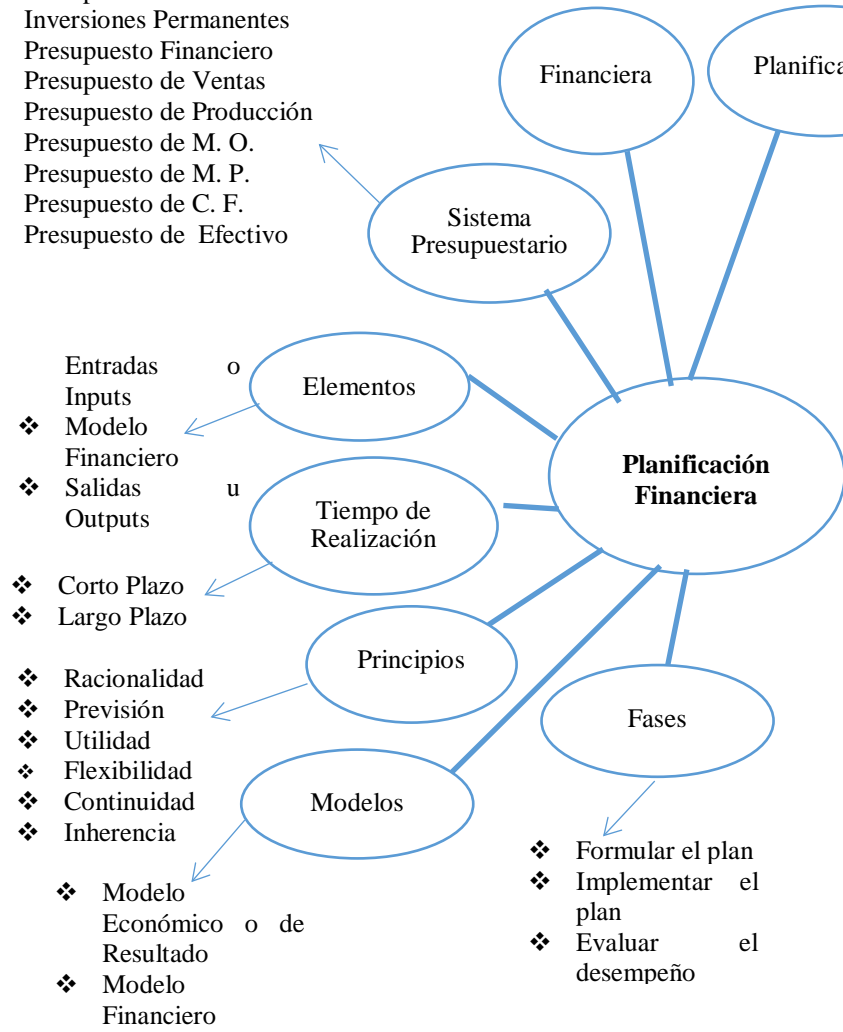 Inversiones Permanentes
Presupuesto Financiero
Presupuesto de Ventas
Presupuesto de Producción
Presupuesto de M. O.
Presupuesto de M. P.
Presupuesto de C. F.
Presupuesto de Efectivo
Financiera
Sistema
Presupuestario
Entradas o
Inputs
❖ Modelo
Financiero
❖ Salidas u
Outputs
Elementos
Planificación
Financiera
Tiempo de
Realización
❖ Corto Plazo
❖ Largo Plazo
Principios
❖ Racionalidad
❖ Previsión
❖ Utilidad
❖ Flexibilidad
❖ Continuidad
❖ Inherencia
Fases
Modelos
❖ Formular el plan
❖ Implementar el
plan
❖ Evaluar el
desempeño
❖ Modelo
Económico o de
Resultado
❖ Modelo
Financiero